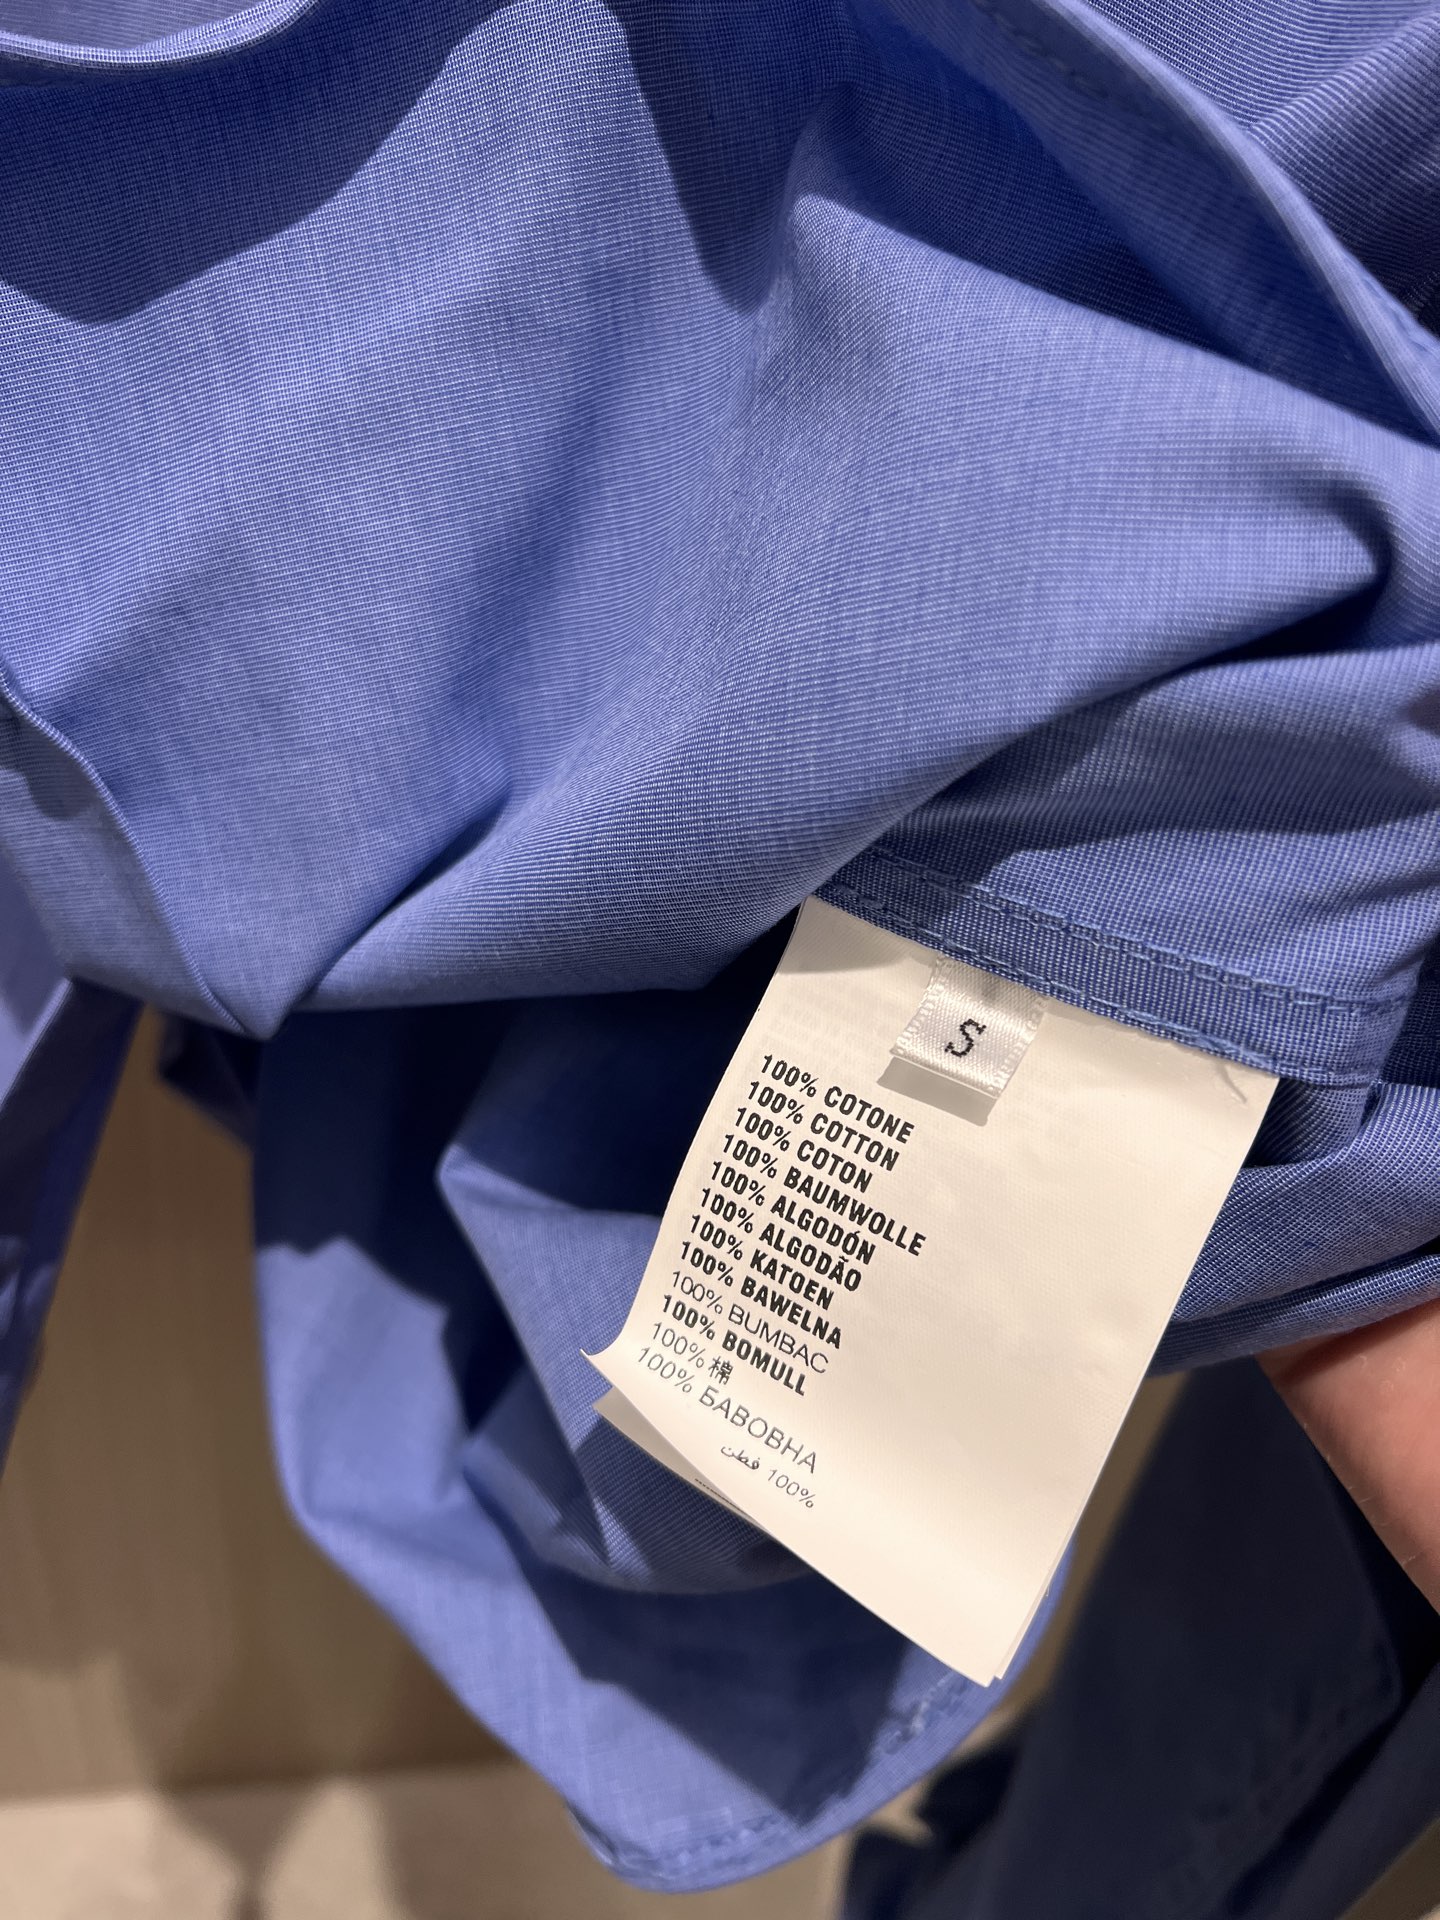 S
100% COTONE
100% COTTON
100% COTON
100% BAUMWOLLE
100% ALGODÓN
100% ALGODÃO
100% KATOEN
100% BAWELNA
100% BUMBAC
100% BOMULL
100% 棉
100% БАВОВНА
100% قطن